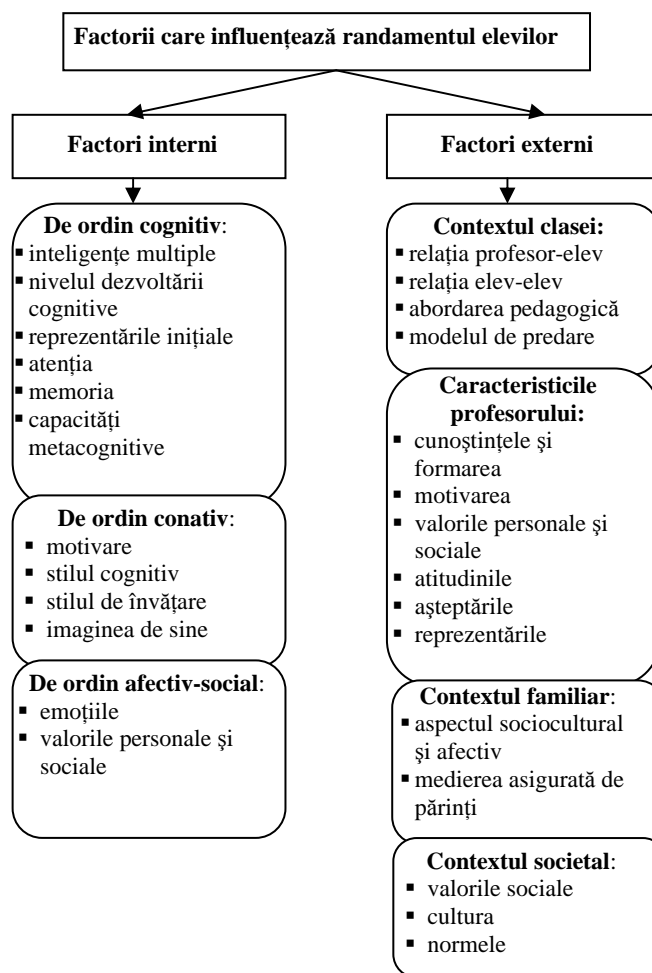 Factorii care influențează randamentul elevilor
Factori interni
De ordin cognitiv:
▪ inteligențe multiple
▪ nivelul dezvoltării
cognitive
▪ reprezentările inițiale
▪ atenția
▪ memoria
▪ capacități
metacognitive
De ordin conativ:
▪ motivare
▪ stilul cognitiv
▪ stilul de învățare
▪ imaginea de sine
De ordin afectiv-social:
▪ emoțiile
▪ valorile personale şi
sociale
Factori externi
Contextul clasei:
▪ relația profesor-elev
▪ relația elev-elev
▪ abordarea pedagogică
▪ modelul de predare
Caracteristicile
profesorului:
▪ cunoştințele şi
formarea
▪ motivarea
▪ valorile personale şi
sociale
▪ atitudinile
▪ aşteptările
▪ reprezentările
Contextul familiar:
▪ aspectul sociocultural
şi afectiv
▪ medierea asigurată de
părinți
Contextul societal:
▪ valorile sociale
▪ cultura
▪ normele